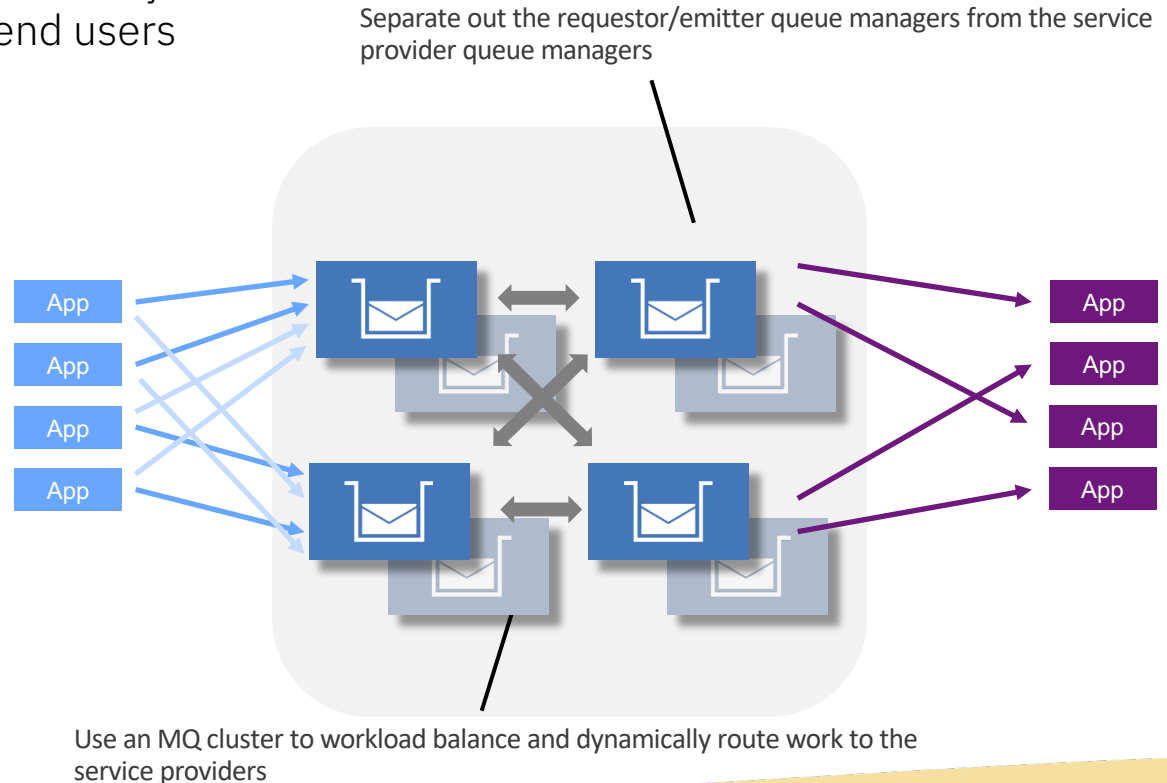 end users
Separate out the requestor/emitter queue managers from the service
provider queue managers
App
App
App
App
App
App
App
App
Use an MQ cluster to workload balance and dynamically route work to the
service providers